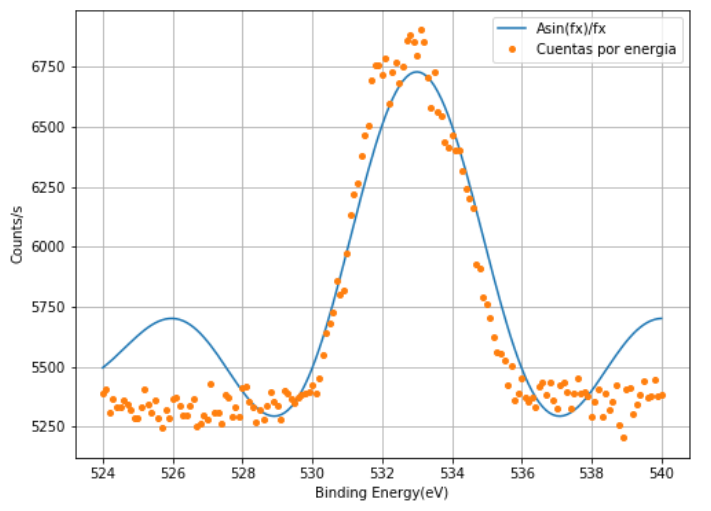 Asin(fx)/fx
Cuentas por energia
6750
6500
6250
6000
5750
5500
5250
Counts/s
524 526 528 530 532 534 536 538 540
Binding Energy(eV)